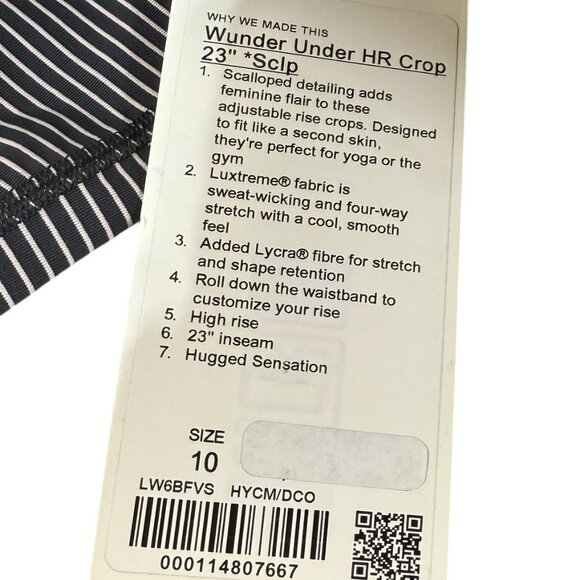 WHY WE MADE THIS
Wunder Under HR Crop
23" *Sclp
1. Scalloped detailing adds
feminine flair to these
adjustable rise crops. Designed
to fit like a second skin,
they're perfect for yoga or the
gym
2. Luxtreme® fabric is
sweat-wicking and four-way
stretch with a cool, smooth
feel
3. Added Lycra® fibre for stretch
and shape retention
4. Roll down the waistband to
customize your rise
5. High rise
6. 23" inseam
7. Hugged Sensation
SIZE
10
LW6BFVS HYCM/DCO
000114807667